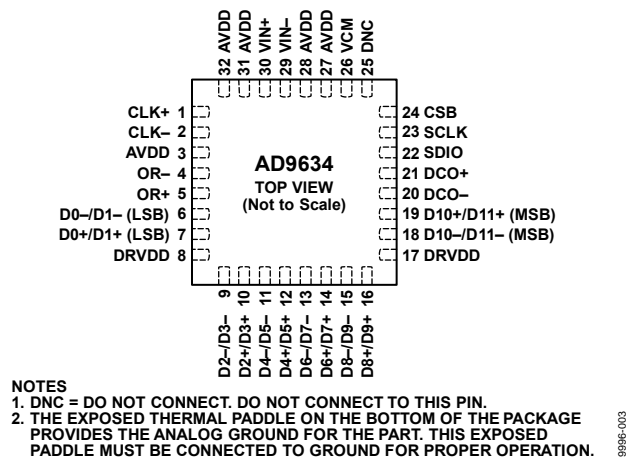 32 AVDD
31 AVDD
30 VIN+
29 VIN–
28 AVDD
27 AVDD
26 VCM
25 DNC
CLK+ 1
CLK– 2
AVDD 3
OR– 4
OR+ 5
D0–/D1– (LSB) 6
D0+/D1+ (LSB) 7
DRVDD 8
AD9634
TOP VIEW
(Not to Scale)
24 CSB
23 SCLK
22 SDIO
21 DCO+
20 DCO–
19 D10+/D11+ (MSB)
18 D10–/D11– (MSB)
17 DRVDD
D2–/D3– 9
D2+/D3+ 10
D4–/D5– 11
D4+/D5+ 12
D6–/D7– 13
D6+/D7+ 14
D8–/D9– 15
D8+/D9+ 16
NOTES
1. DNC = DO NOT CONNECT. DO NOT CONNECT TO THIS PIN.
2. THE EXPOSED THERMAL PADDLE ON THE BOTTOM OF THE PACKAGE
PROVIDES THE ANALOG GROUND FOR THE PART. THIS EXPOSED
PADDLE MUST BE CONNECTED TO GROUND FOR PROPER OPERATION.
9996-003